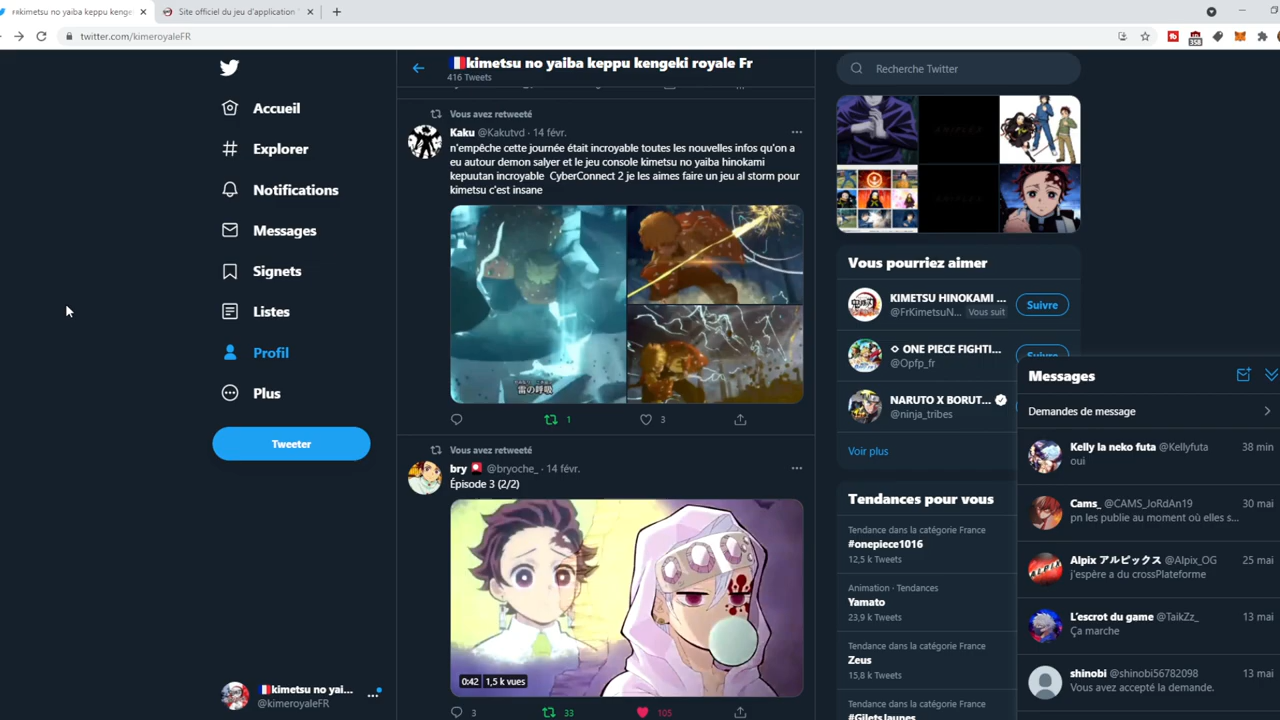 kimetsu no yaiba keppu kenge
Site officiel du jeu d'application
twitter.com/kimeroyaleFR
358
Accueil
Explorer
Notifications
Messages
Signets
Listes
Profil
Plus
Tweeter
🇫🇷kimetsu no yai...
@kimeroyaleFR
🇫🇷kimetsu no yaiba keppu kengeki royale Fr
416 Tweets
Vous avez retweeté
Kaku @Kakutvd · 14 févr.
n'empêche cette journée était incroyable toutes les nouvelles infos qu'on a
eu autour demon salyer et le jeu console kimetsu no yaiba hinokami
kepuutan incroyable CyberConnect 2 je les aimes faire un jeu al storm pour
kimetsu c'est insane
雷の呼吸
1
3
Vous avez retweeté
bry @bryoche_ · 14 févr.
Épisode 3 (2/2)
0:42
1,5 k vues
3
33
105
Recherche Twitter
Vous pourriez aimer
KIMETSU HINOKAMI ...
@FrKimetsuN... Vous suit
Suivre
ONE PIECE FIGHTI...
@Opfp_fr
Suivre
NARUTO X BORUT...
@ninja_tribes
Voir plus
Tendances pour vous
Tendance dans la catégorie France
#onepiece1016
12,5 k Tweets
Animation · Tendances
Yamato
23,9 k Tweets
Tendance dans la catégorie France
Zeus
15,8 k Tweets
Tendance dans la catégorie France
#GiletsJaunes
Messages
Demandes de message
Kelly la neko futa @Kellyfuta 38 min
oui
Cams_ @CAMS_JoRdAn19 30 mai
pn les publie au moment où elles s...
Alpix アルピックス @Alpix_OG 25 mai
j'espère a du crossPlateforme
L'escrot du game @TaikZz_ 13 mai
Ça marche
shinobi @shinobi56782098 13 mai
Vous avez accepté la demande.